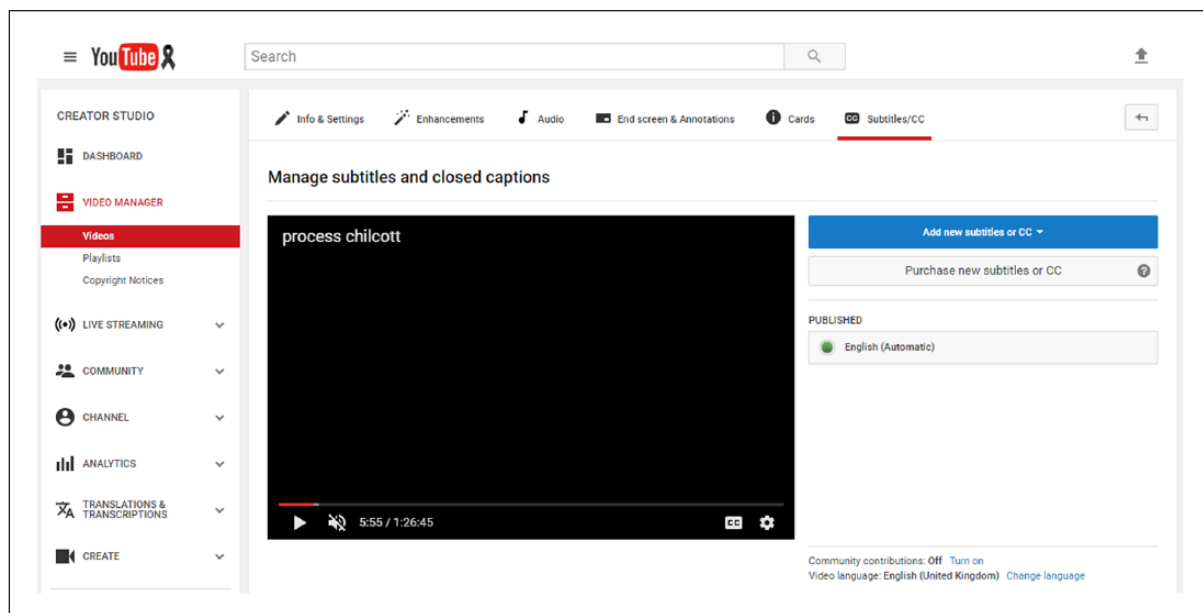 YouTube
Search
CREATOR STUDIO
DASHBOARD
VIDEO MANAGER
Videos
Playlists
Copyright Notices
LIVE STREAMING
COMMUNITY
CHANNEL
ANALYTICS
TRANSLATIONS &
TRANSCRIPTIONS
CREATE
Info & Settings
Enhancements
Audio
End screen & Annotations
Cards
CC Subtitles/CC
Manage subtitles and closed captions
process chilcott
5:55 / 1:26:45
CC
Add new subtitles or CC
Purchase new subtitles or CC ?
PUBLISHED
English (Automatic)
Community contributions: Off Turn on
Video language: English (United Kingdom) Change language